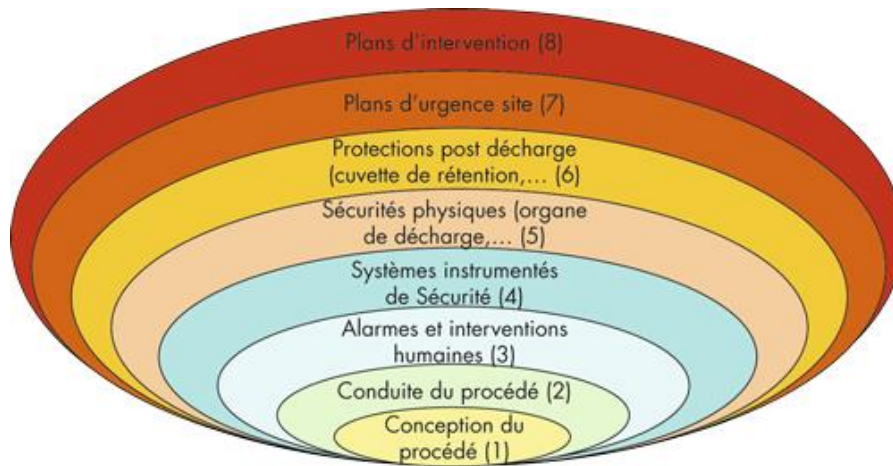 Plans d'intervention (8)
Plans d'urgence site (7)
Protections post décharge
(cuvette de rétention,... (6)
Sécurités physiques (organe
de décharge,... (5)
Systèmes instrumentés
de Sécurité (4)
Alarmes et interventions
humaines (3)
Conduite du procédé (2)
Conception du
procédé (1)